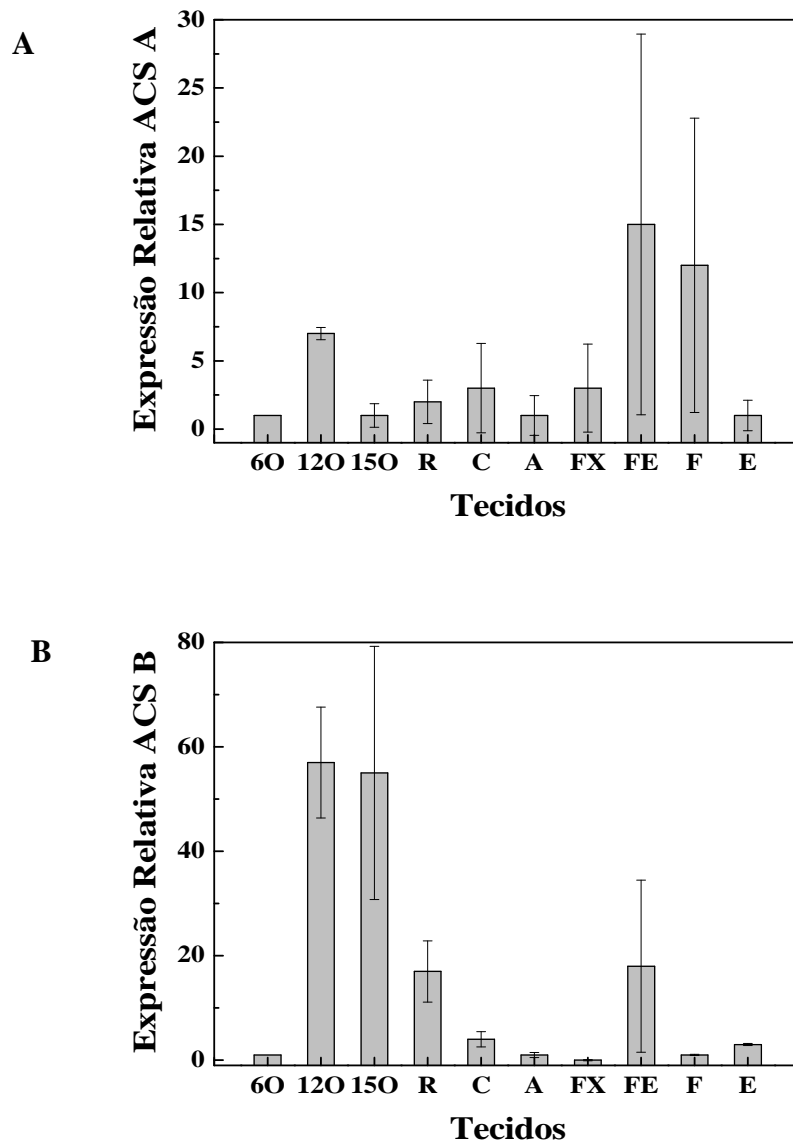 A
Expressão Relativa ACS A
30
25
20
15
10
5
0
6O 12O 15O R C A FX FE F E
Tecidos
B
Expressão Relativa ACS B
80
60
40
20
0
6O 12O 15O R C A FX FE F E
Tecidos